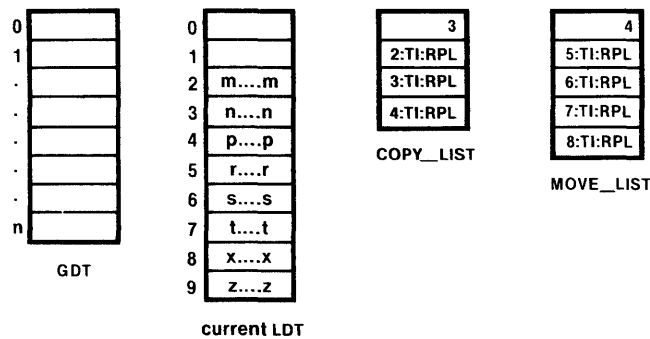 0
1
.
.
.
.
.
n
GDT
0
1
2 m....m
3 n....n
4 p....p
5 r....r
6 s....s
7 t....t
8 x....x
9 z....z
current LDT
3
2:TI:RPL
3:TI:RPL
4:TI:RPL
COPY__LIST
4
5:TI:RPL
6:TI:RPL
7:TI:RPL
8:TI:RPL
MOVE__LIST